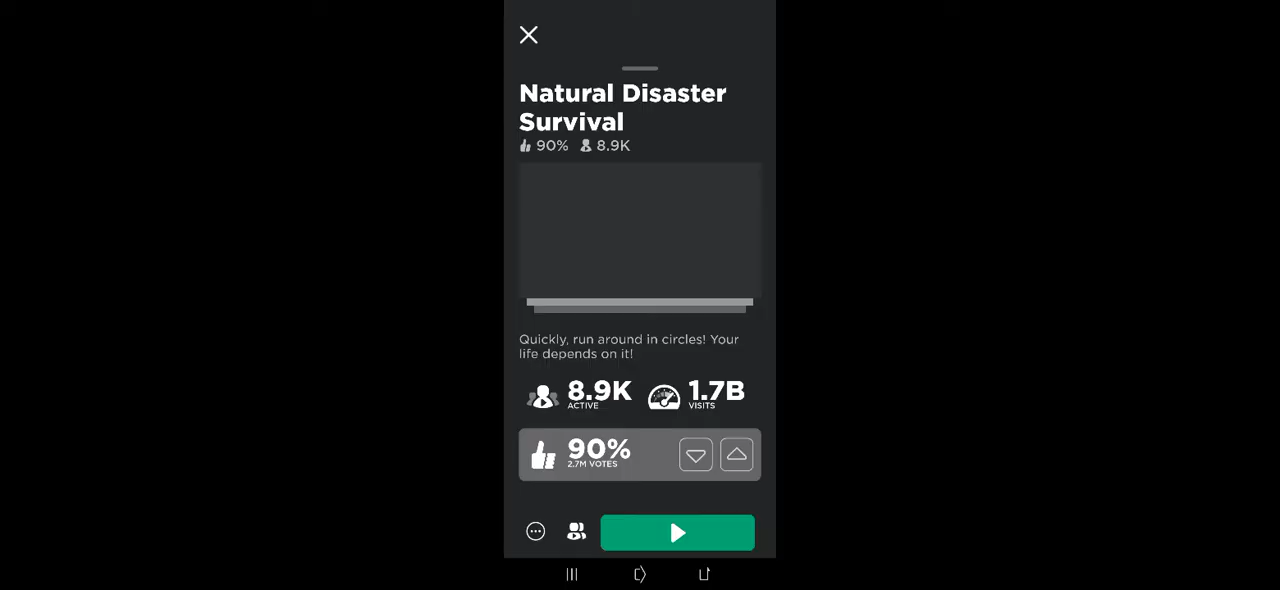 Natural Disaster
Survival
90% 8.9K
Quickly, run around in circles! Your
life depends on it!
8.9K 1.7B
ACTIVE VISITS
90%
2.7M VOTES